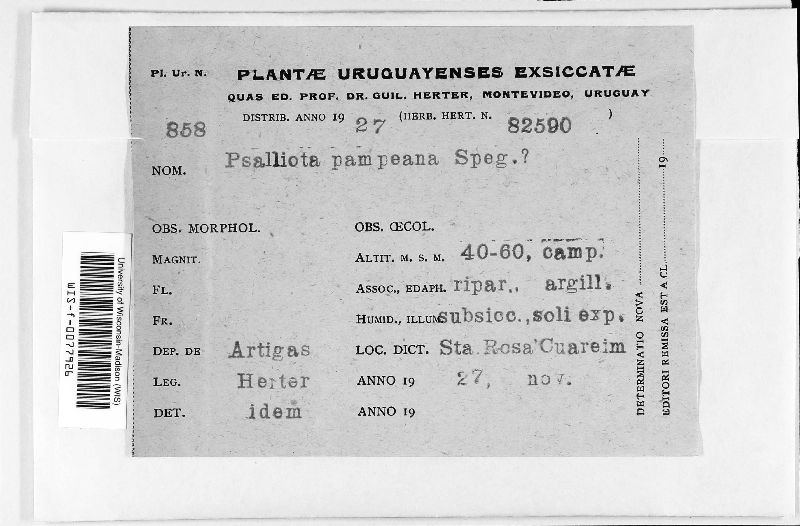 Pl. Ur. N. PLANTÆ URUGUAYENSES EXSICCATÆ
QUAS ED. PROF. DR. GUIL. HERTER, MONTEVIDEO, URUGUAY
DISTRIB. ANNO 19 27 (HERB. HERT. N. 82590 )
858
NOM. Psalliota pampeana Speg.?
OBS. MORPHOL. OBS. ŒCOL.
MAGNIT. ALTIT. M. S. M. 40-60, camp.
FL. ASSOC., EDAPH. ripar., argill.
FR. HUMID., ILLUM. subsicc., soli exp.
DEP. DE Artigas LOC. DICT. Sta. Rosa Cuareim
LEG. Herter ANNO 19 27, nov.
DET. idem ANNO 19
DETERMINATIO NOVA
EDITORI REMISSA EST A CL. 19
University of Wisconsin-Madison (WIS)
WIS-f-0077926